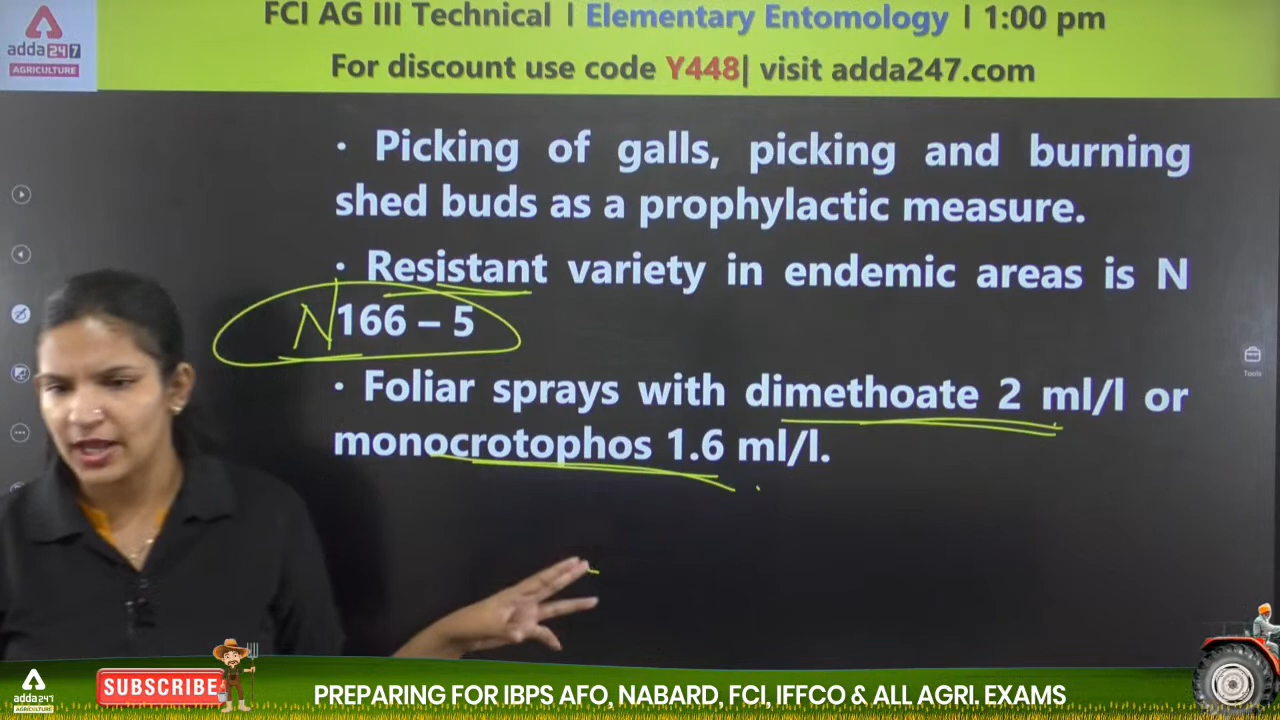 FCI AG III Technical I Elementary Entomology I 1:00 pm
For discount use code Y448| visit adda247.com
adda247
AGRICULTURE
· Picking of galls, picking and burning
shed buds as a prophylactic measure.
· Resistant variety in endemic areas is N
N 166 – 5
· Foliar sprays with dimethoate 2 ml/l or
monocrotophos 1.6 ml/l.
Tools
adda247
AGRICULTURE
SUBSCRIBE
PREPARING FOR IBPS AFO, NABARD, FCI, IFFCO & ALL AGRI. EXAMS